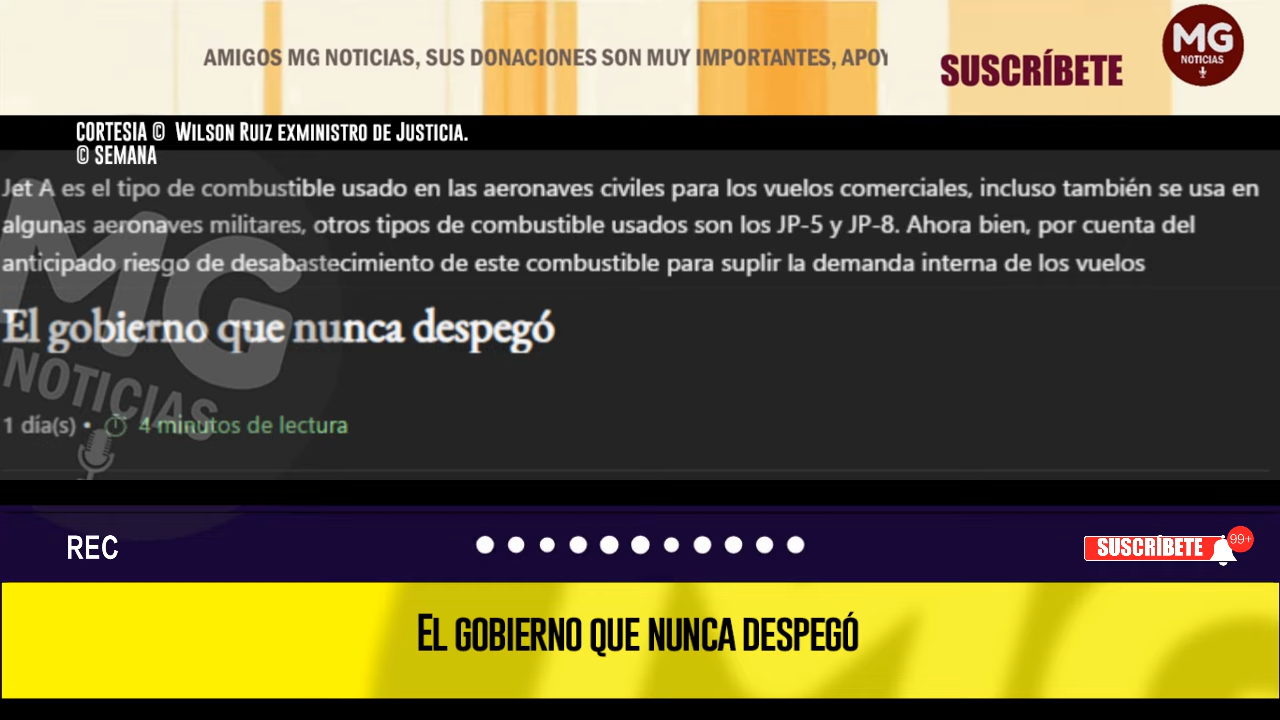 AMIGOS MG NOTICIAS, SUS DONACIONES SON MUY IMPORTANTES,
SUSCRÍBETE
MG
NOTICIAS
CORTESIA © WILSON RUIZ EXMINISTRO DE JUSTICIA.
© SEMANA
Jet A es el tipo de combustible usado en las aeronaves civiles para los vuelos comerciales, incluso también se usa en
algunas aeronaves militares, otros tipos de combustible usados son los JP-5 y JP-8. Ahora bien, por cuenta del
anticipado riesgo de desabastecimiento de este combustible para suplir la demanda interna de los vuelos
El gobierno que nunca despegó
MG
NOTICIAS
1 día(s) • 4 minutos de lectura
REC
SUSCRÍBETE
99+
EL GOBIERNO QUE NUNCA DESPEGÓ